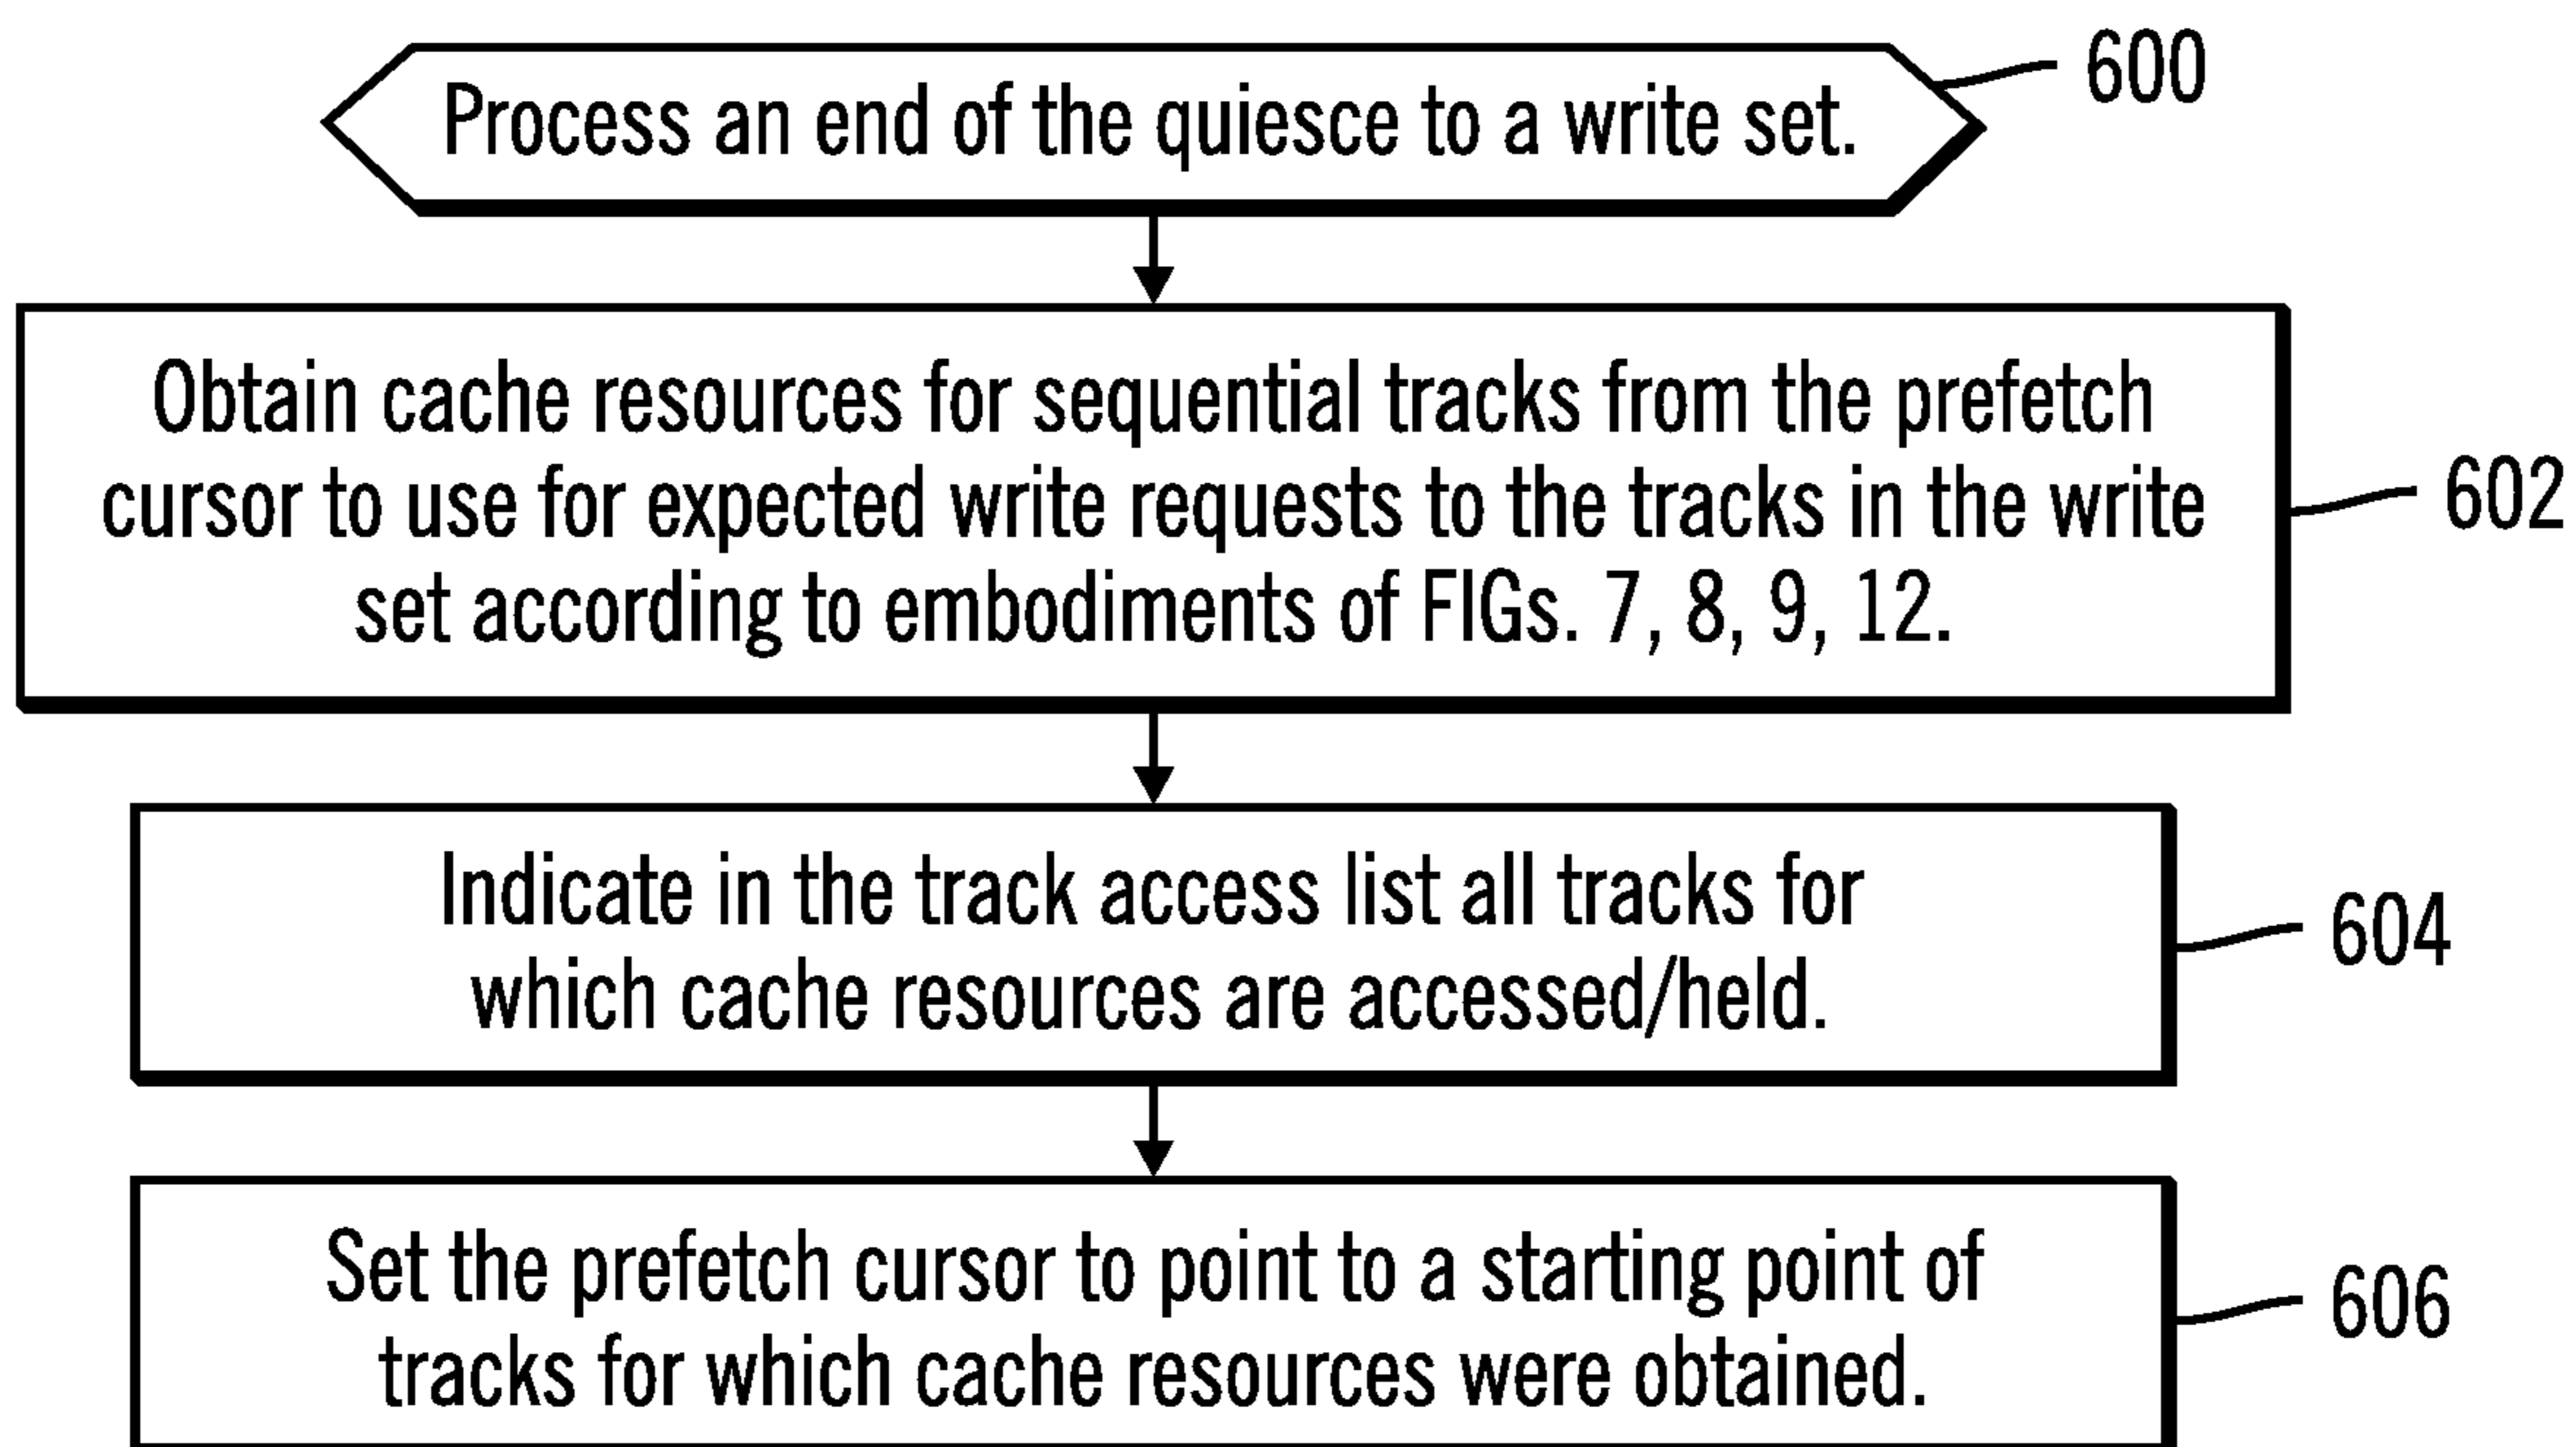 Process an end of the quiesce to a write set.
600
Obtain cache resources for sequential tracks from the prefetch
cursor to use for expected write requests to the tracks in the write
set according to embodiments of FIGs. 7, 8, 9, 12.
602
Indicate in the track access list all tracks for
which cache resources are accessed/held.
604
Set the prefetch cursor to point to a starting point of
tracks for which cache resources were obtained.
606